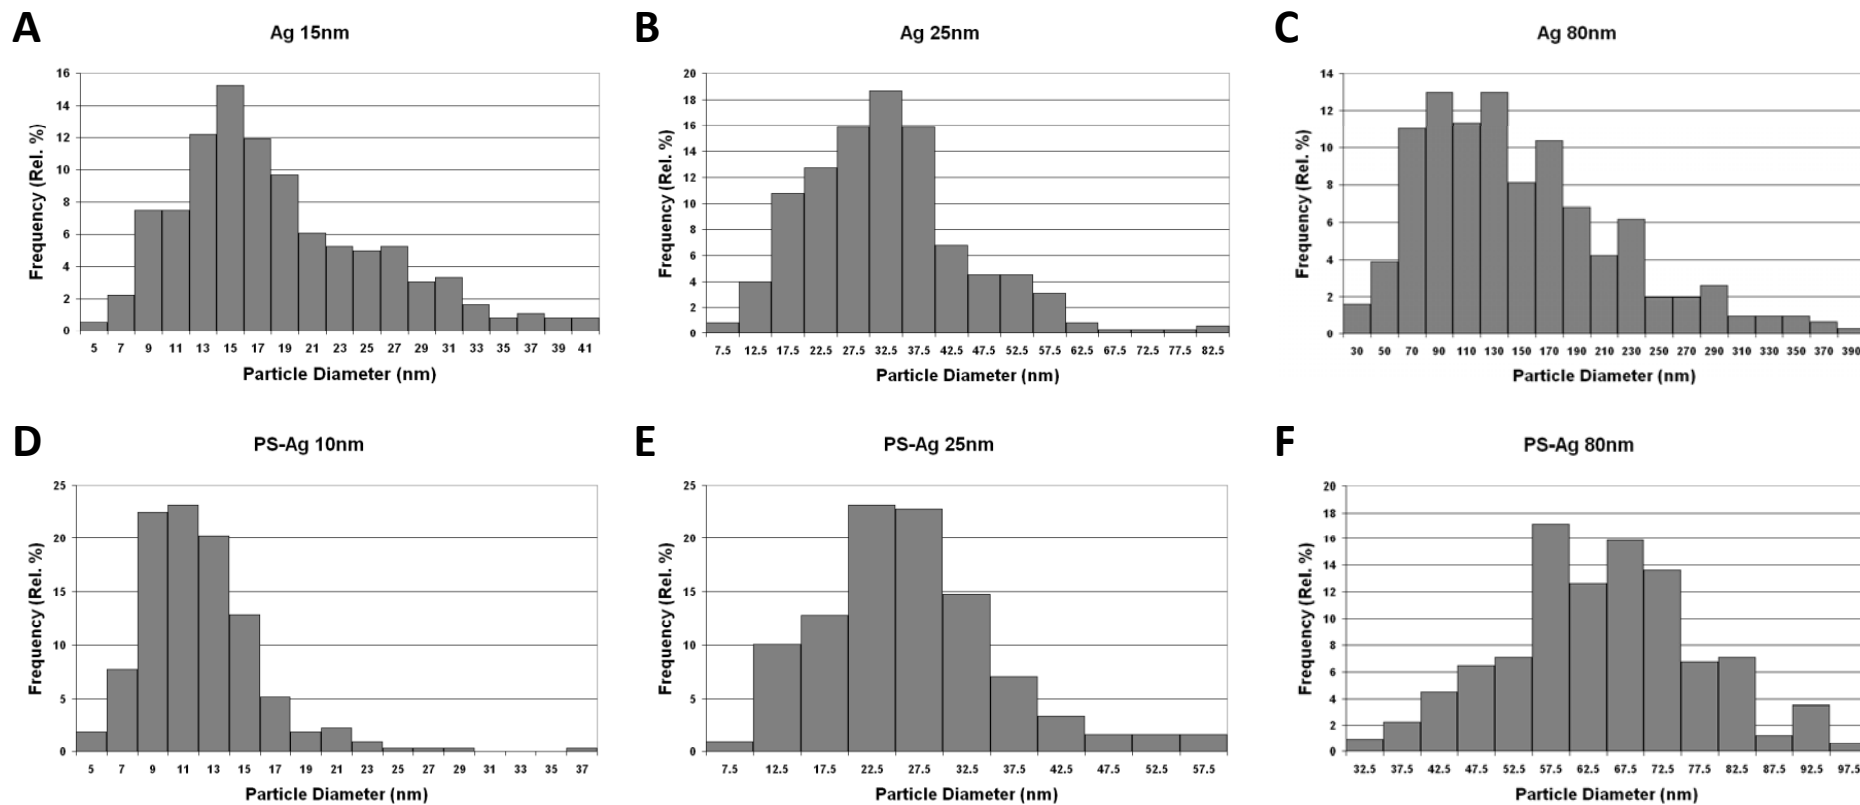 A
Ag 15nm
Frequency (Rel. %)
16
14
12
10
8
6
4
2
0
5 7 9 11 13 15 17 19 21 23 25 27 29 31 33 35 37 39 41
Particle Diameter (nm)
B
Ag 25nm
Frequency (Rel. %)
20
18
16
14
12
10
8
6
4
2
0
7.5 12.5 17.5 22.5 27.5 32.5 37.5 42.5 47.5 52.5 57.5 62.5 67.5 72.5 77.5 82.5
Particle Diameter (nm)
C
Ag 80nm
Frequency (Rel. %)
14
12
10
8
6
4
2
0
30 50 70 90 110 130 150 170 190 210 230 250 270 290 310 330 350 370 390
Particle Diameter (nm)
D
PS-Ag 10nm
Frequency (Rel. %)
25
20
15
10
5
0
5 7 9 11 13 15 17 19 21 23 25 27 29 31 33 35 37
Particle Diameter (nm)
E
PS-Ag 25nm
Frequency (Rel. %)
25
20
15
10
5
0
7.5 12.5 17.5 22.5 27.5 32.5 37.5 42.5 47.5 52.5 57.5
Particle Diameter (nm)
F
PS-Ag 80nm
Frequency (Rel. %)
20
18
16
14
12
10
8
6
4
2
0
32.5 37.5 42.5 47.5 52.5 57.5 62.5 67.5 72.5 77.5 82.5 87.5 92.5 97.5
Particle Diameter (nm)